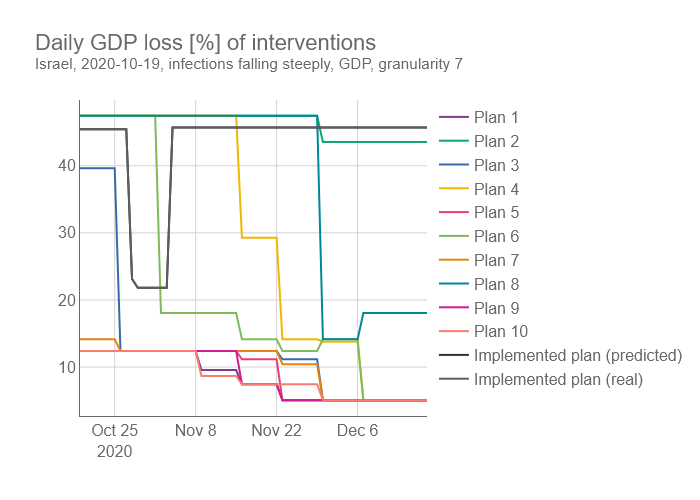 Daily GDP loss [%] of interventions
Israel, 2020-10-19, infections falling steeply, GDP, granularity 7
40
30
20
10
Oct 25
2020
Nov 8
Nov 22
Dec 6
Plan 1
Plan 2
Plan 3
Plan 4
Plan 5
Plan 6
Plan 7
Plan 8
Plan 9
Plan 10
Implemented plan (predicted)
Implemented plan (real)